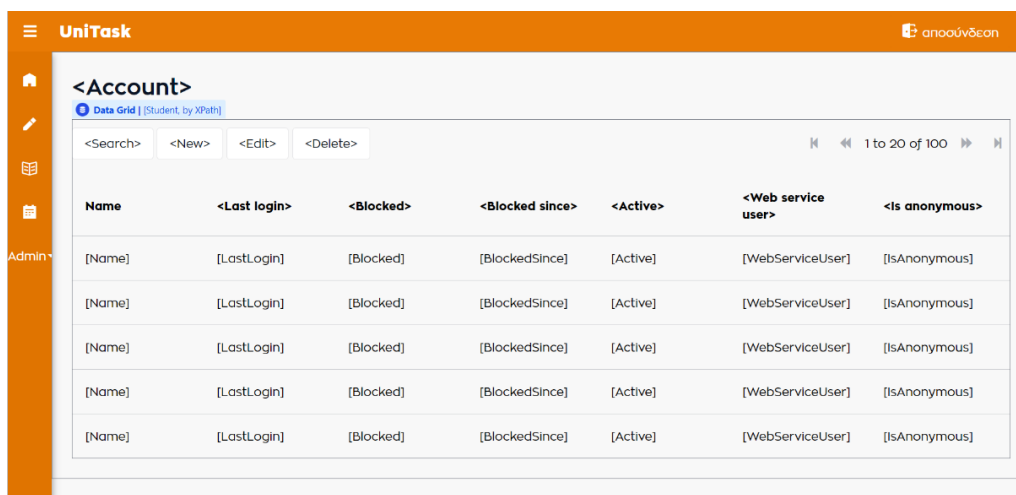 UniTask
αποσύνδεση
<Account>
Data Grid | [Student, by XPath]
<Search> <New> <Edit> <Delete> 1 to 20 of 100
Name <Last login> <Blocked> <Blocked since> <Active> <Web service user> <Is anonymous>
Admin
[Name] [LastLogin] [Blocked] [BlockedSince] [Active] [WebServiceUser] [IsAnonymous]
[Name] [LastLogin] [Blocked] [BlockedSince] [Active] [WebServiceUser] [IsAnonymous]
[Name] [LastLogin] [Blocked] [BlockedSince] [Active] [WebServiceUser] [IsAnonymous]
[Name] [LastLogin] [Blocked] [BlockedSince] [Active] [WebServiceUser] [IsAnonymous]
[Name] [LastLogin] [Blocked] [BlockedSince] [Active] [WebServiceUser] [IsAnonymous]